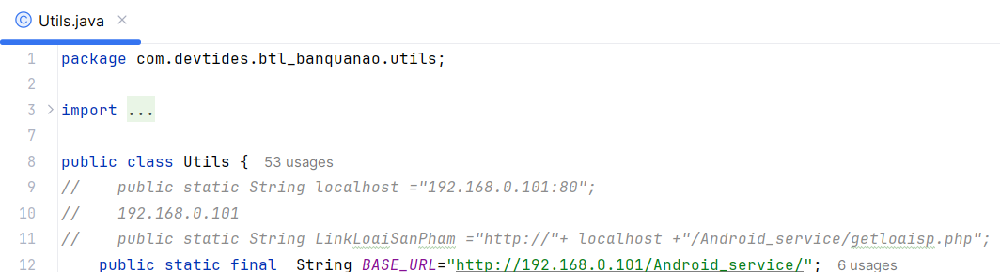 Utils.java
1 package com.devtides.btl_banquanao.utils;
2
3 import ...
7
8 public class Utils { 53 usages
9 //    public static String localhost ="192.168.0.101:80";
10 //    192.168.0.101
11 //    public static String LinkLoaiSanPham ="http://"+ localhost +"/Android_service/getloaisp.php";
12     public static final  String BASE_URL="http://192.168.0.101/Android_service/"; 6 usages